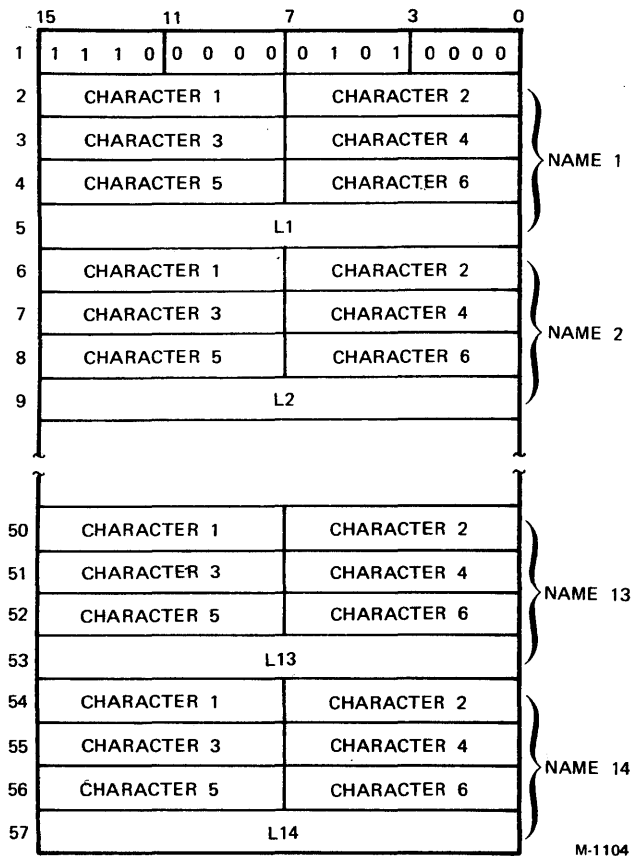 15 11 7 3 0
1 1 1 1 0 0 0 0 0 0 1 0 1 0 0 0 0
2 CHARACTER 1 CHARACTER 2
3 CHARACTER 3 CHARACTER 4
NAME 1
4 CHARACTER 5 CHARACTER 6
5 L1
6 CHARACTER 1 CHARACTER 2
7 CHARACTER 3 CHARACTER 4
NAME 2
8 CHARACTER 5 CHARACTER 6
9 L2
50 CHARACTER 1 CHARACTER 2
51 CHARACTER 3 CHARACTER 4
NAME 13
52 CHARACTER 5 CHARACTER 6
53 L13
54 CHARACTER 1 CHARACTER 2
55 CHARACTER 3 CHARACTER 4
NAME 14
56 CHARACTER 5 CHARACTER 6
57 L14
M-1104